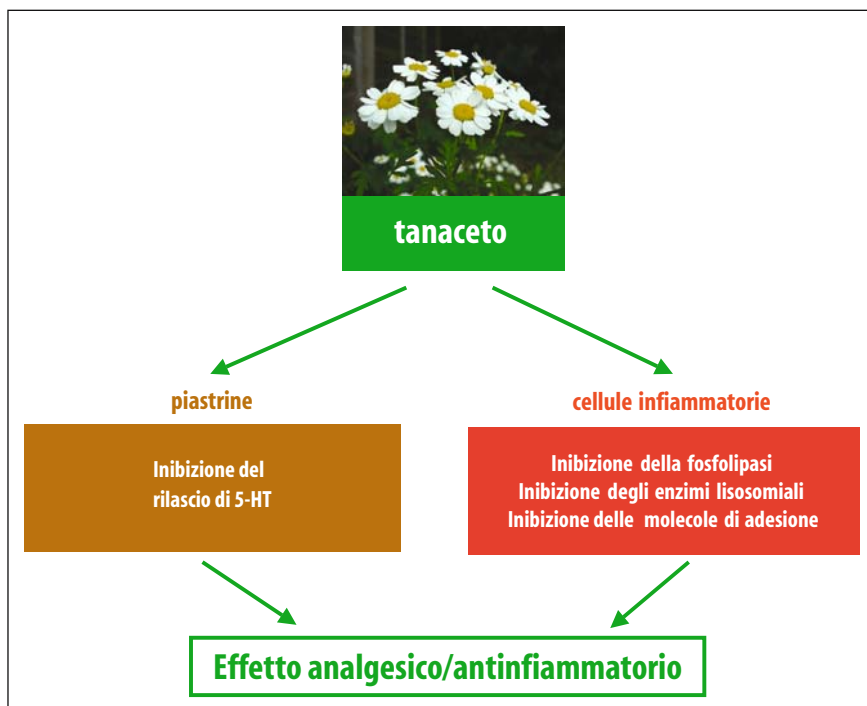 tanaceto
piastrine
Inibizione del
rilascio di 5-HT
cellule infiammatorie
Inibizione della fosfolipasi
Inibizione degli enzimi lisosomiali
Inibizione delle molecole di adesione
Effetto analgesico/antinfiammatorio